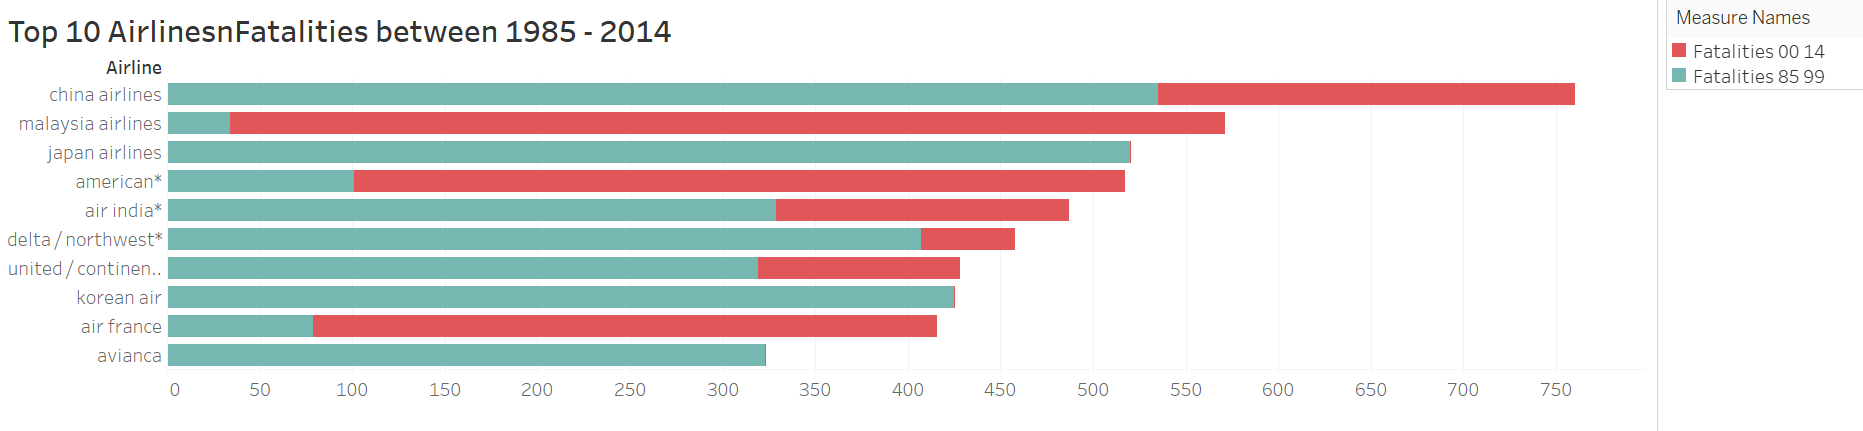 Top 10 AirlinesnFatalities between 1985 - 2014
Airline
china airlines
malaysia airlines
japan airlines
american*
air india*
delta / northwest*
united / continen..
korean air
air france
avianca
0 50 100 150 200 250 300 350 400 450 500 550 600 650 700 750
Measure Names
Fatalities 00 14
Fatalities 85 99